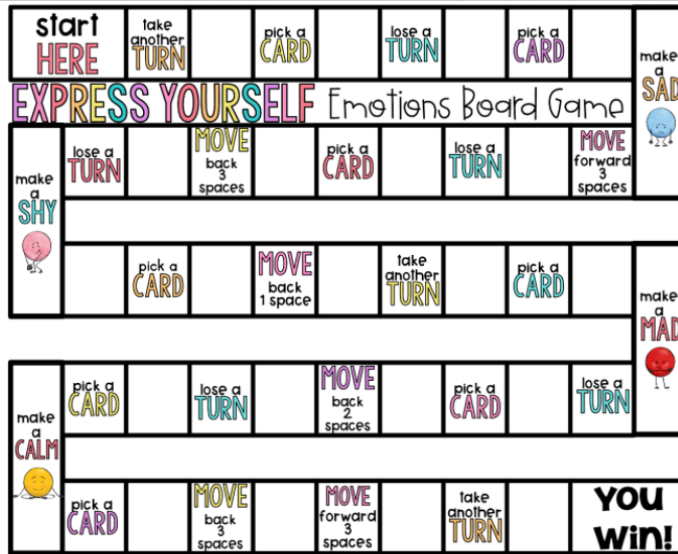 start
HERE
take
another
TURN
pick a
CARD
lose a
TURN
pick a
CARD
make
a
SAD
EXPRESS YOURSELF Emotions Board Game
make
a
SHY
lose a
TURN
MOVE
back
3
spaces
pick a
CARD
lose a
TURN
MOVE
forward
3
spaces
pick a
CARD
MOVE
back
1 space
take
another
TURN
pick a
CARD
make
a
MAD
make
a
CALM
pick a
CARD
lose a
TURN
MOVE
back
2
spaces
pick a
CARD
lose a
TURN
pick a
CARD
MOVE
back
3
spaces
MOVE
forward
3
spaces
take
another
TURN
YOU
win!